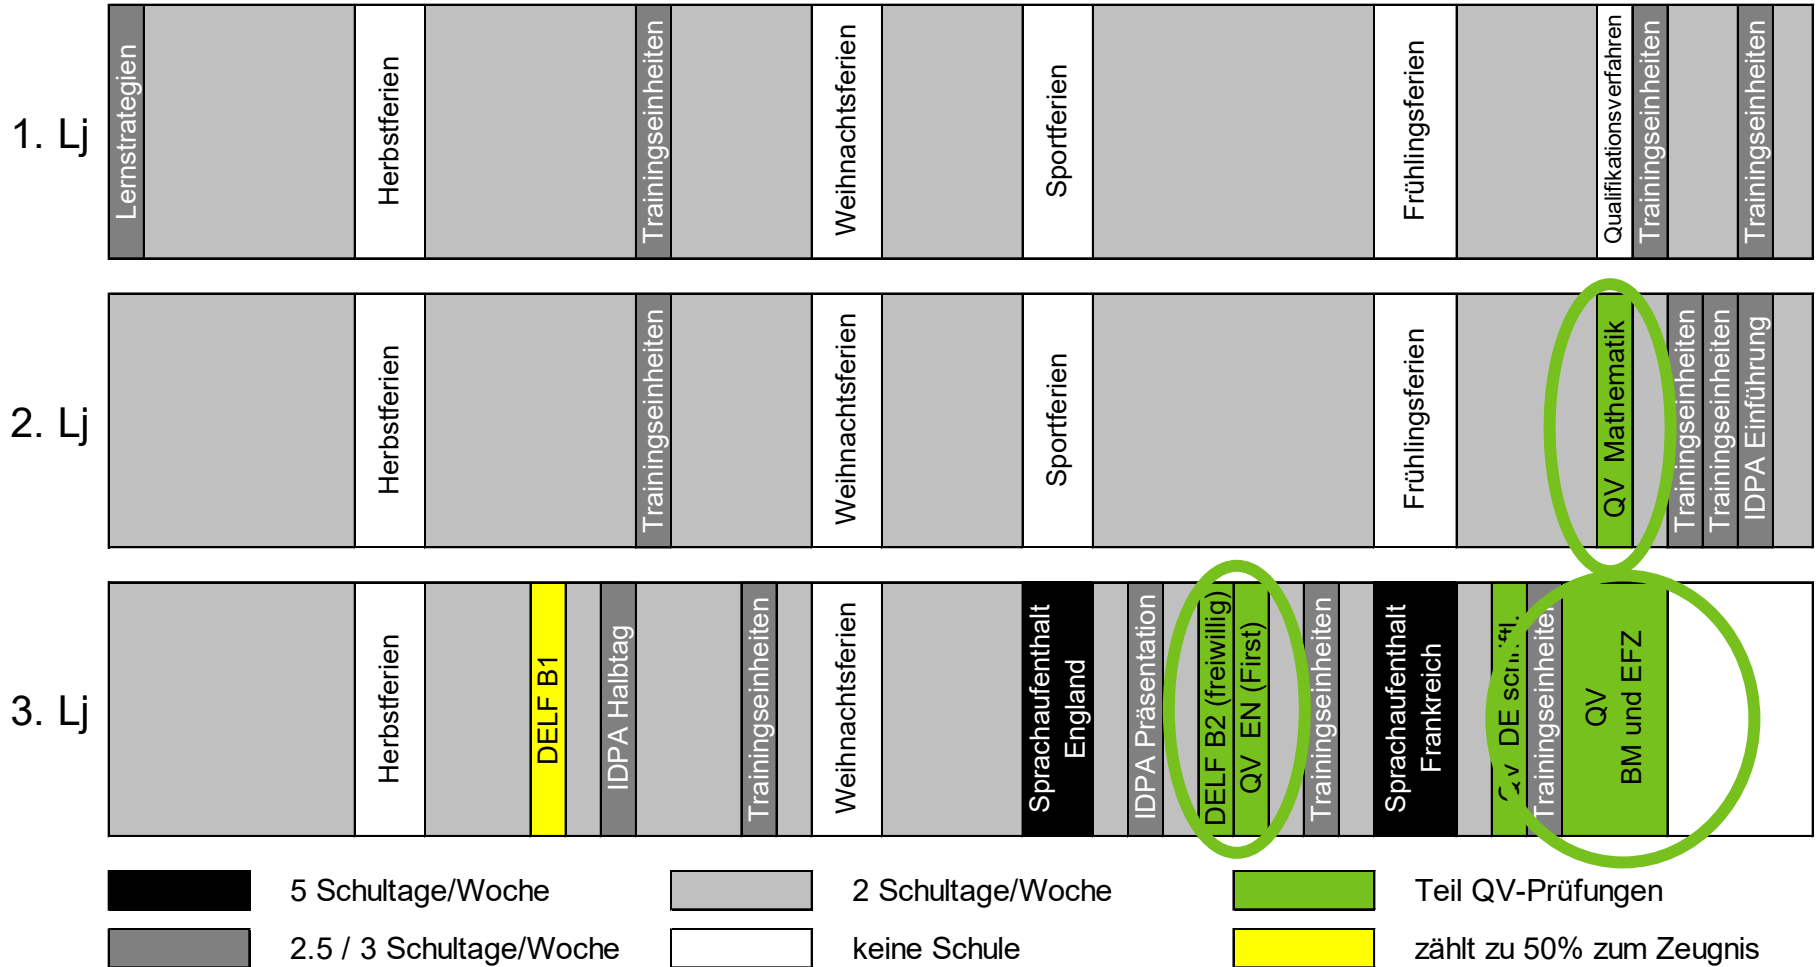 1. Lj
Lernstrategien
Herbstferien
Trainingseinheiten
Weihnachtsferien
Sportferien
Frühlingsferien
Qualifikationsverfahren
Trainingseinheiten
Trainingseinheiten
2. Lj
Herbstferien
Trainingseinheiten
Weihnachtsferien
Sportferien
Frühlingsferien
QV Mathematik
Trainingseinheiten
Trainingseinheiten
IDPA Einführung
3. Lj
Herbstferien
DELF B1
IDPA Halbtag
Trainingseinheiten
Weihnachtsferien
Sprachaufenthalt
England
IDPA Präsentation
DELF B2 (freiwillig)
QV EN (First)
Trainingseinheiten
Sprachaufenthalt
Frankreich
QV DE schriftl.
Trainingseinheiten
QV
BM und EFZ
5 Schultage/Woche
2 Schultage/Woche
Teil QV-Prüfungen
2.5 / 3 Schultage/Woche
keine Schule
zählt zu 50% zum Zeugnis